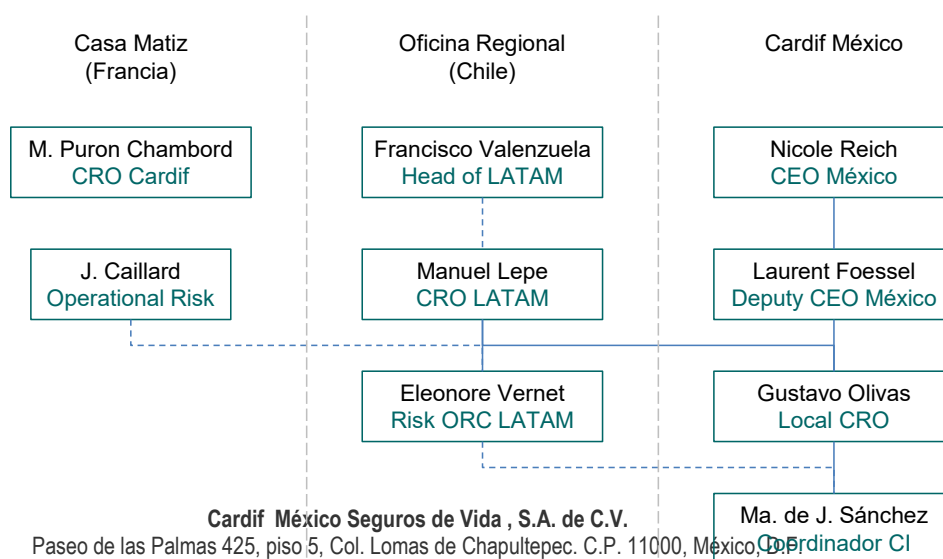 Casa Matiz
(Francia)
Oficina Regional
(Chile)
Cardif México
M. Puron Chambord
CRO Cardif
Francisco Valenzuela
Head of LATAM
Nicole Reich
CEO México
J. Caillard
Operational Risk
Manuel Lepe
CRO LATAM
Laurent Foessel
Deputy CEO México
Eleonore Vernet
Risk ORC LATAM
Gustavo Olivas
Local CRO
Ma. de J. Sánchez
Coordinador CI
Cardif México Seguros de Vida , S.A. de C.V.
Paseo de las Palmas 425, piso 5, Col. Lomas de Chapultepec. C.P. 11000, México, D.F.